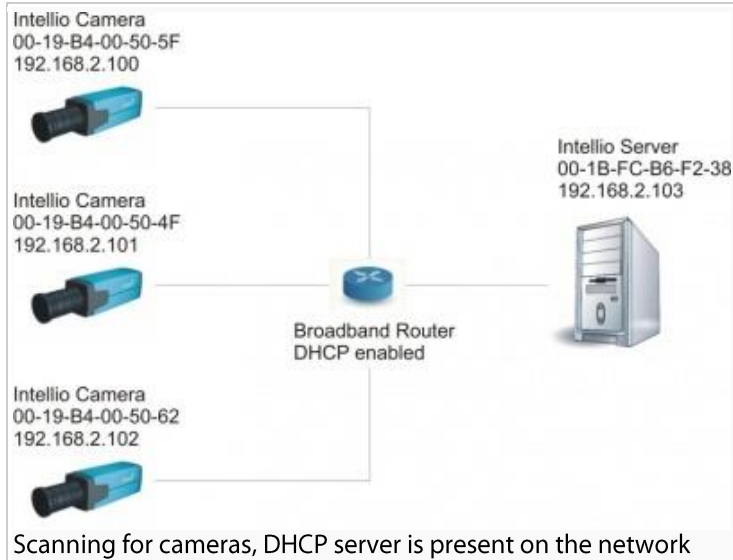 Intellio Camera
00-19-B4-00-50-5F
192.168.2.100
Intellio Server
00-1B-FC-B6-F2-38
192.168.2.103
Intellio Camera
00-19-B4-00-50-4F
192.168.2.101
Broadband Router
DHCP enabled
Intellio Camera
00-19-B4-00-50-62
192.168.2.102
Scanning for cameras, DHCP server is present on the network